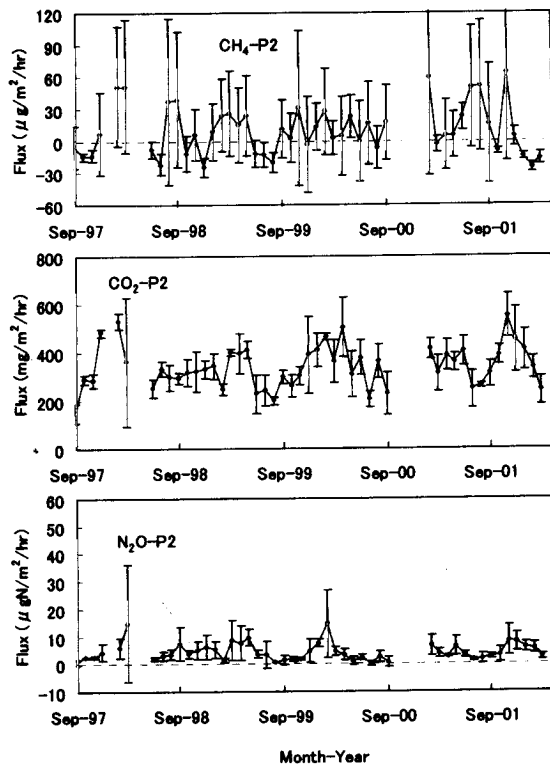 CH₄-P2
Flux (μg/m²/hr)
120
90
60
30
0
-30
-60
Sep-97
Sep-98
Sep-99
Sep-00
Sep-01
CO₂-P2
Flux (mg/m²/hr)
800
600
400
200
0
Sep-97
Sep-98
Sep-99
Sep-00
Sep-01
N₂O-P2
Flux (μgN/m²/hr)
60
50
40
30
20
10
0
-10
Sep-97
Sep-98
Sep-99
Sep-00
Sep-01
Month-Year